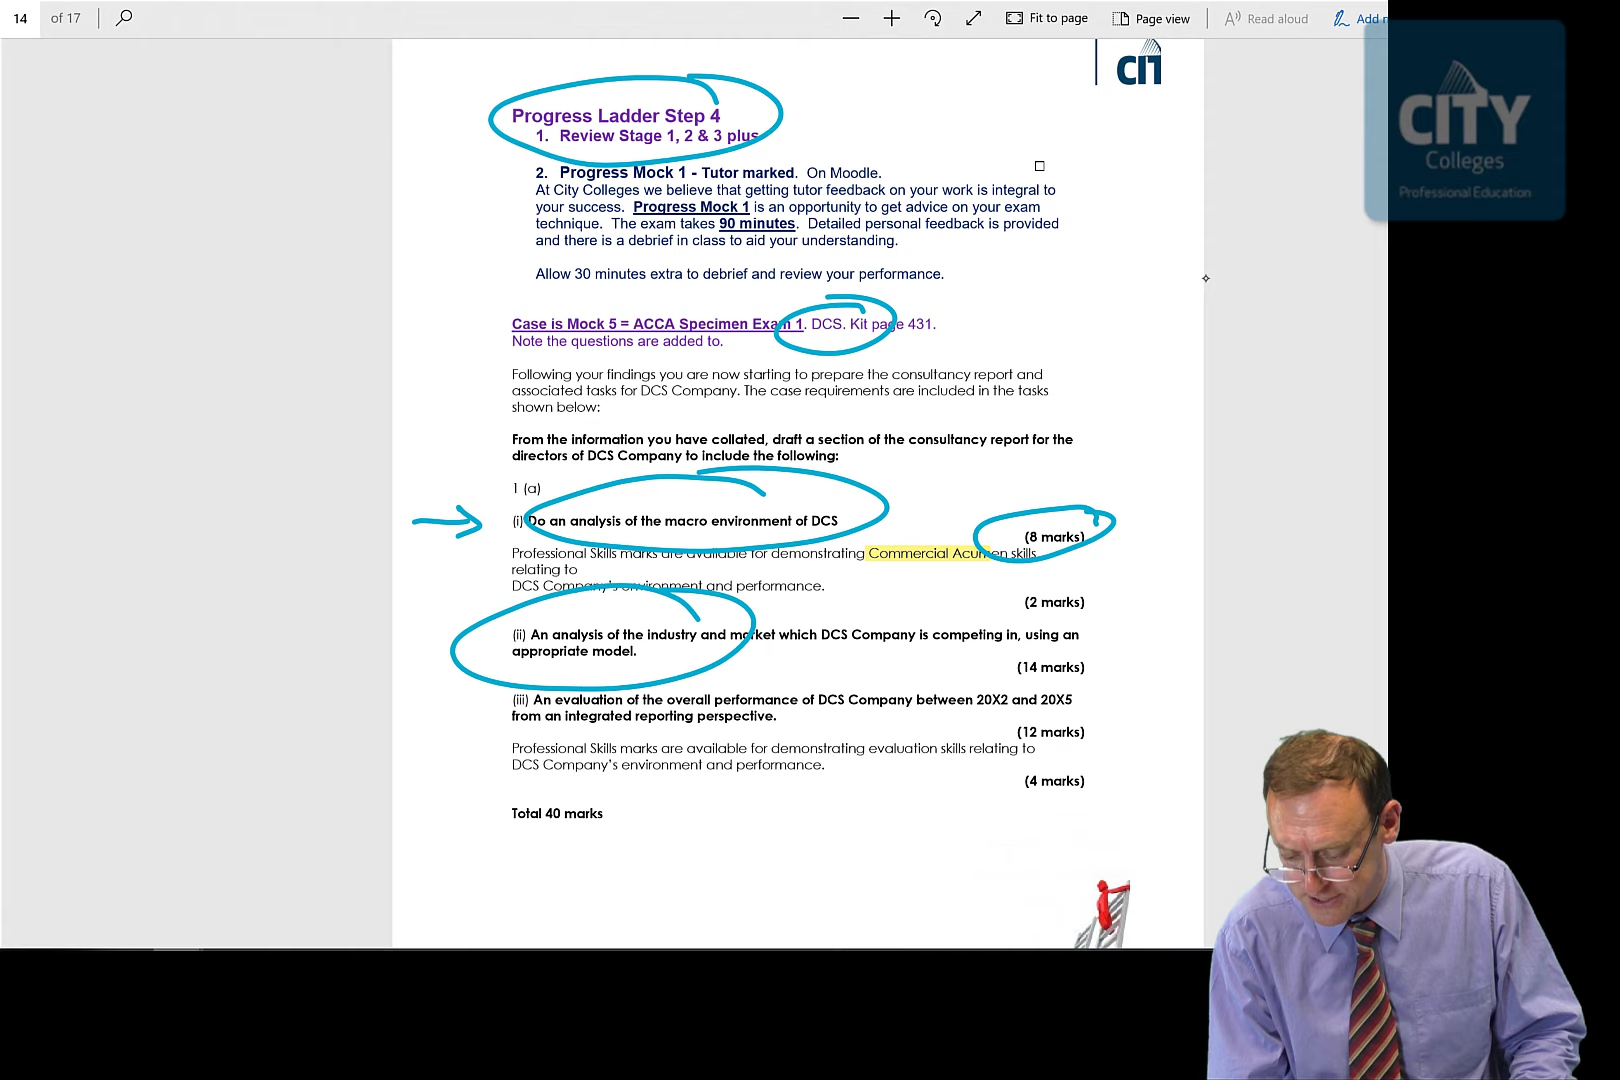 14 of 17 Fit to page Page view Read aloud Add
CIT
CITY
Colleges
Professional Education
Progress Ladder Step 4
1. Review Stage 1, 2 & 3 plus
2. Progress Mock 1 - Tutor marked. On Moodle.
At City Colleges we believe that getting tutor feedback on your work is integral to
your success. Progress Mock 1 is an opportunity to get advice on your exam
technique. The exam takes 90 minutes. Detailed personal feedback is provided
and there is a debrief in class to aid your understanding.
Allow 30 minutes extra to debrief and review your performance.
Case is Mock 5 = ACCA Specimen Exam 1. DCS. Kit page 431.
Note the questions are added to.
Following your findings you are now starting to prepare the consultancy report and
associated tasks for DCS Company. The case requirements are included in the tasks
shown below:
From the information you have collated, draft a section of the consultancy report for the
directors of DCS Company to include the following:
1 (a)
(i) Do an analysis of the macro environment of DCS
(8 marks)
Professional Skills marks are available for demonstrating Commercial Acumen skills
relating to
DCS Company's environment and performance.
(2 marks)
(ii) An analysis of the industry and market which DCS Company is competing in, using an
appropriate model.
(14 marks)
(iii) An evaluation of the overall performance of DCS Company between 20X2 and 20X5
from an integrated reporting perspective.
(12 marks)
Professional Skills marks are available for demonstrating evaluation skills relating to
DCS Company's environment and performance.
(4 marks)
Total 40 marks